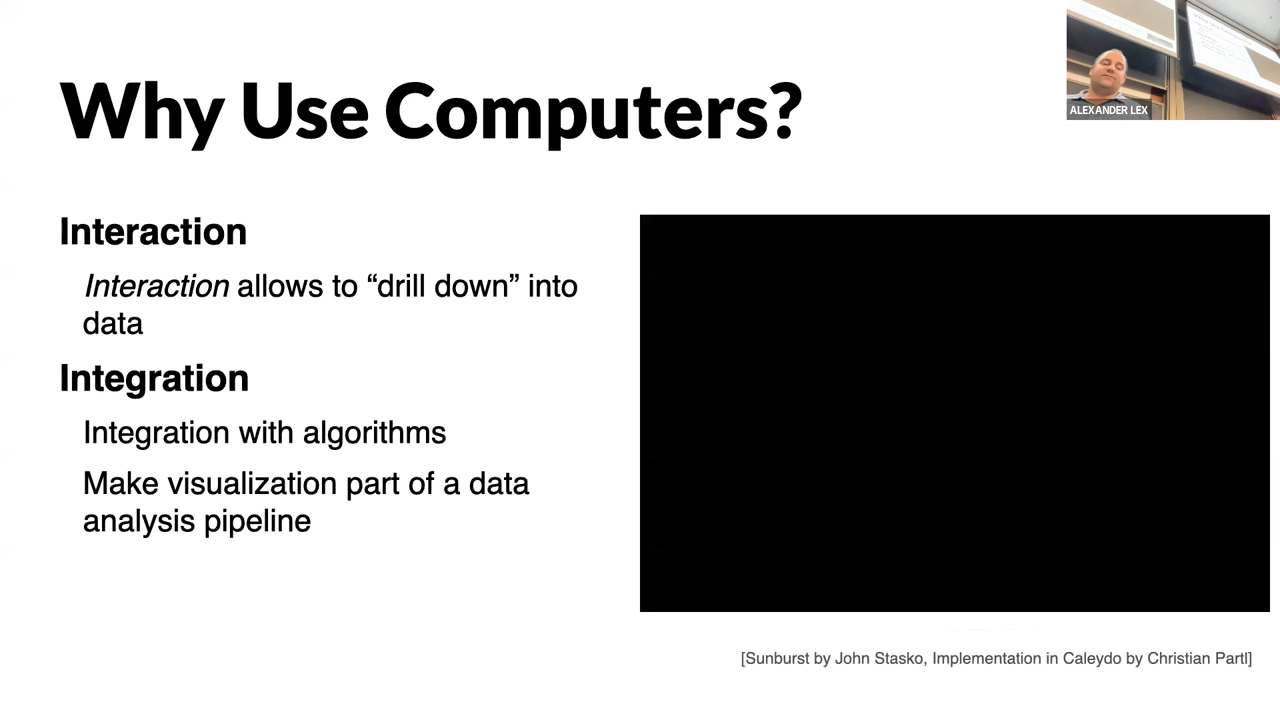 Why Use Computers?
ALEXANDER LEX
Interaction
Interaction allows to “drill down” into
data
Integration
Integration with algorithms
Make visualization part of a data
analysis pipeline
[Sunburst by John Stasko, Implementation in Caleydo by Christian Partl]